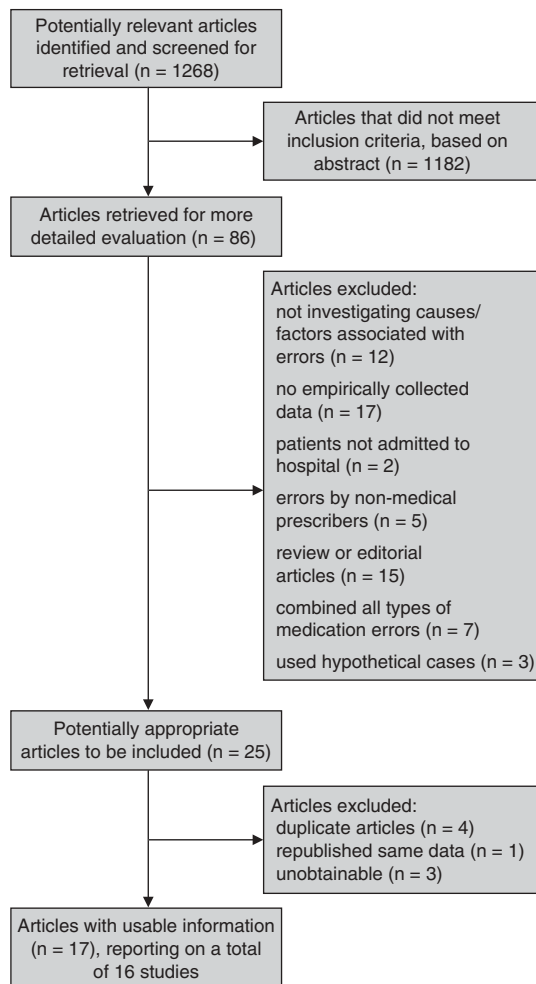 Potentially relevant articles
identified and screened for
retrieval (n = 1268)
Articles that did not meet
inclusion criteria, based on
abstract (n = 1182)
Articles retrieved for more
detailed evaluation (n = 86)
Articles excluded:
not investigating causes/
factors associated with
errors (n = 12)
no empirically collected
data (n = 17)
patients not admitted to
hospital (n = 2)
errors by non-medical
prescribers (n = 5)
review or editorial
articles (n = 15)
combined all types of
medication errors (n = 7)
used hypothetical cases (n = 3)
Potentially appropriate
articles to be included (n = 25)
Articles excluded:
duplicate articles (n = 4)
republished same data (n = 1)
unobtainable (n = 3)
Articles with usable information
(n = 17), reporting on a total
of 16 studies